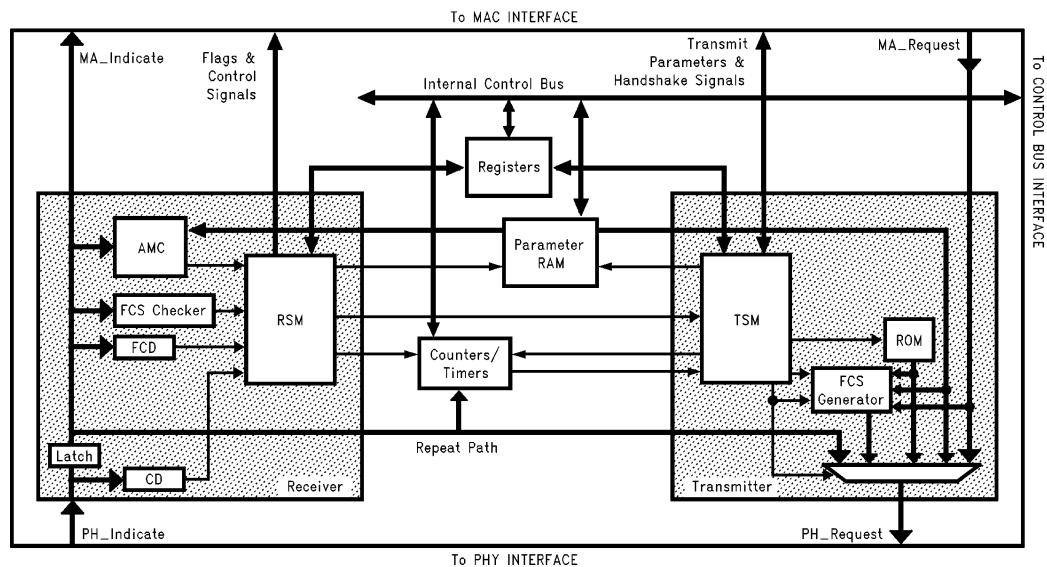 To MAC INTERFACE
MA_Indicate
Flags &
Control
Signals
Transmit
Parameters &
Handshake Signals
MA_Request
To CONTROL BUS INTERFACE
Internal Control Bus
Registers
AMC
Parameter
RAM
FCS Checker
RSM
TSM
FCD
Counters/
Timers
ROM
FCS
Generator
Repeat Path
Latch
CD
Receiver
Transmitter
PH_Indicate
PH_Request
To PHY INTERFACE